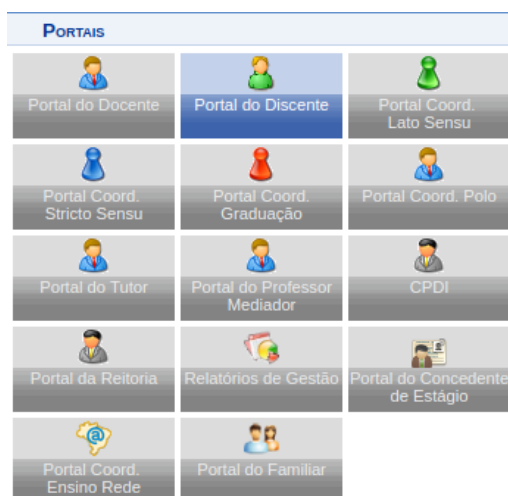 PORTAIS
Portal do Docente
Portal do Discente
Portal Coord.
Lato Sensu
Portal Coord.
Stricto Sensu
Portal Coord.
Graduação
Portal Coord. Polo
Portal do Tutor
Portal do Professor
Mediador
CPDI
Portal da Reitoria
Relatórios de Gestão
Portal do Concedente
de Estágio
Portal Coord.
Ensino Rede
Portal do Familiar